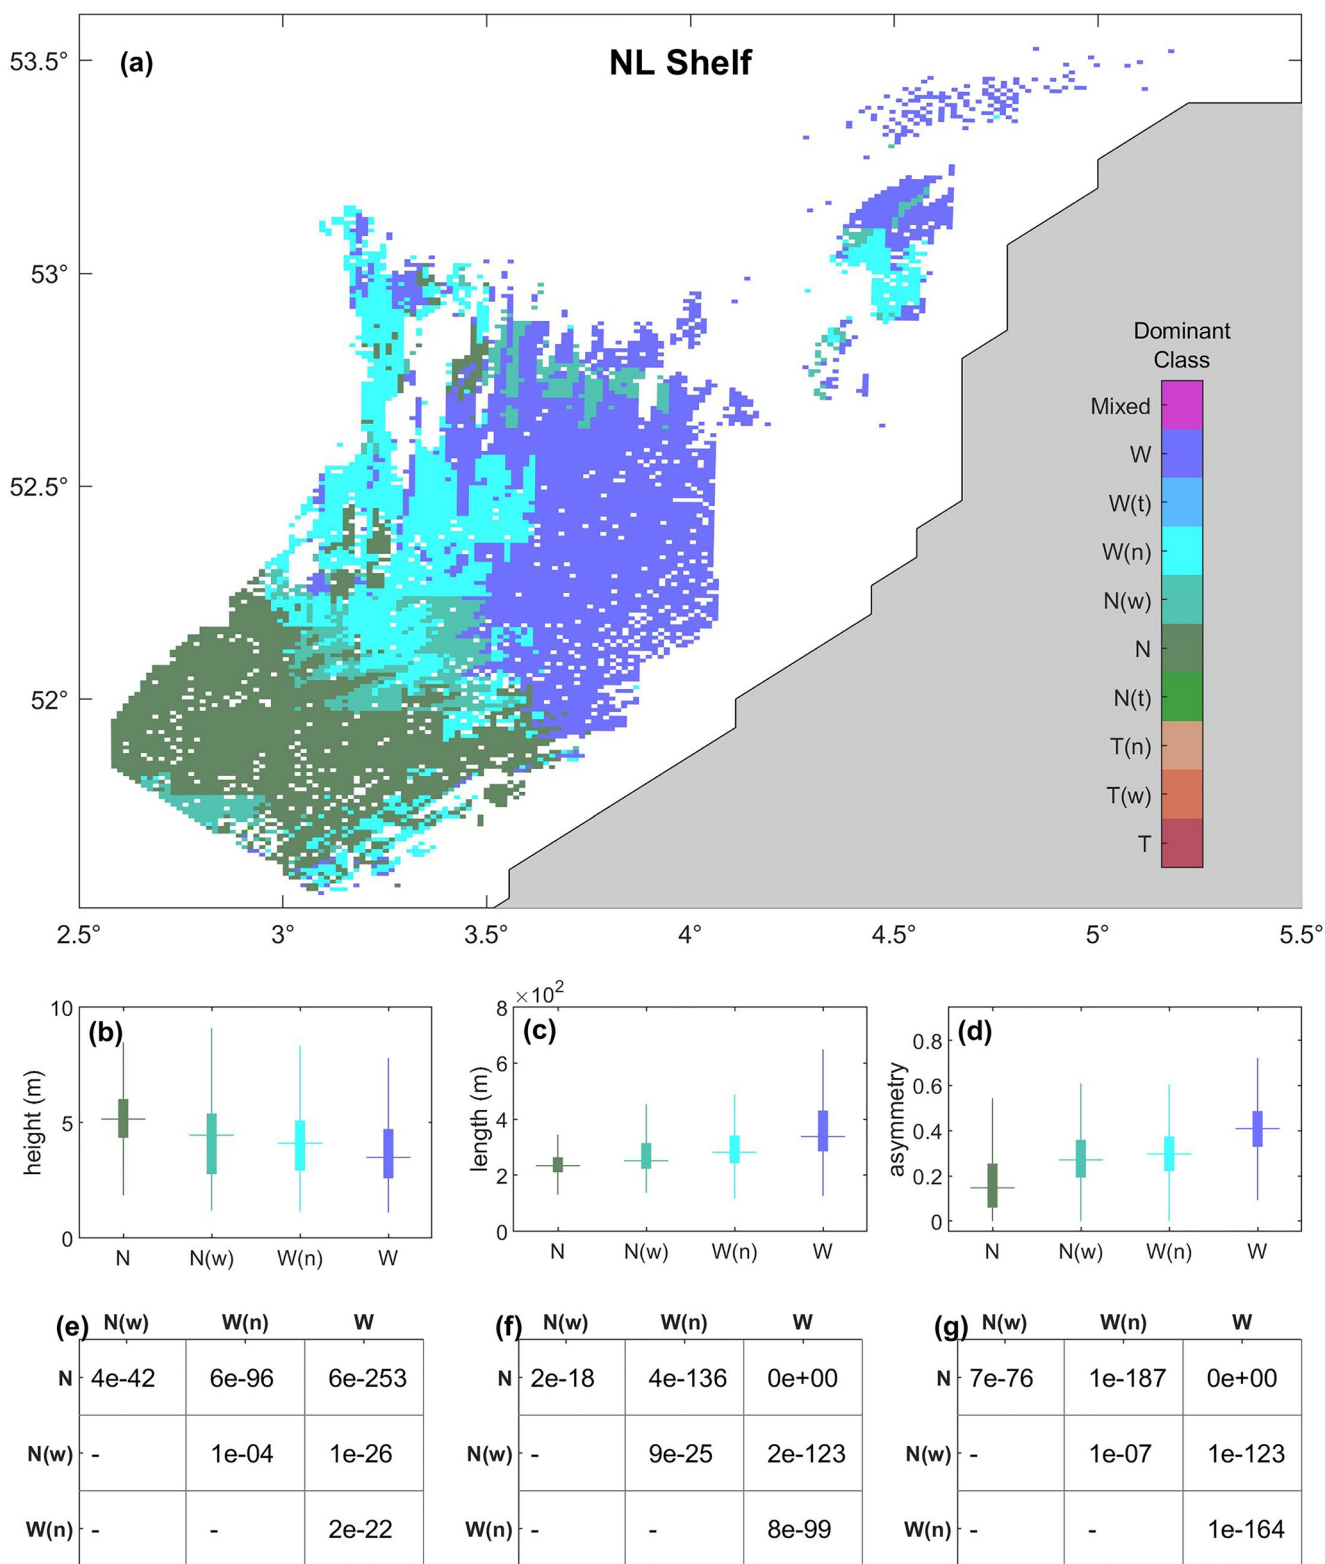 (a) NL Shelf
53.5°
53°
52.5°
52°
2.5° 3° 3.5° 4° 4.5° 5° 5.5°
Dominant
Class
Mixed
W
W(t)
W(n)
N(w)
N
N(t)
T(n)
T(w)
T
(b)
height (m)
10
5
0
N N(w) W(n) W
(c)
×10²
length (m)
8
6
4
2
0
N N(w) W(n) W
(d)
asymmetry
0.8
0.6
0.4
0.2
0
N N(w) W(n) W
(e) N(w) W(n) W
N 4e-42 6e-96 6e-253
N(w) - 1e-04 1e-26
W(n) - - 2e-22
(f) N(w) W(n) W
N 2e-18 4e-136 0e+00
N(w) - 9e-25 2e-123
W(n) - - 8e-99
(g) N(w) W(n) W
N 7e-76 1e-187 0e+00
N(w) - 1e-07 1e-123
W(n) - - 1e-164